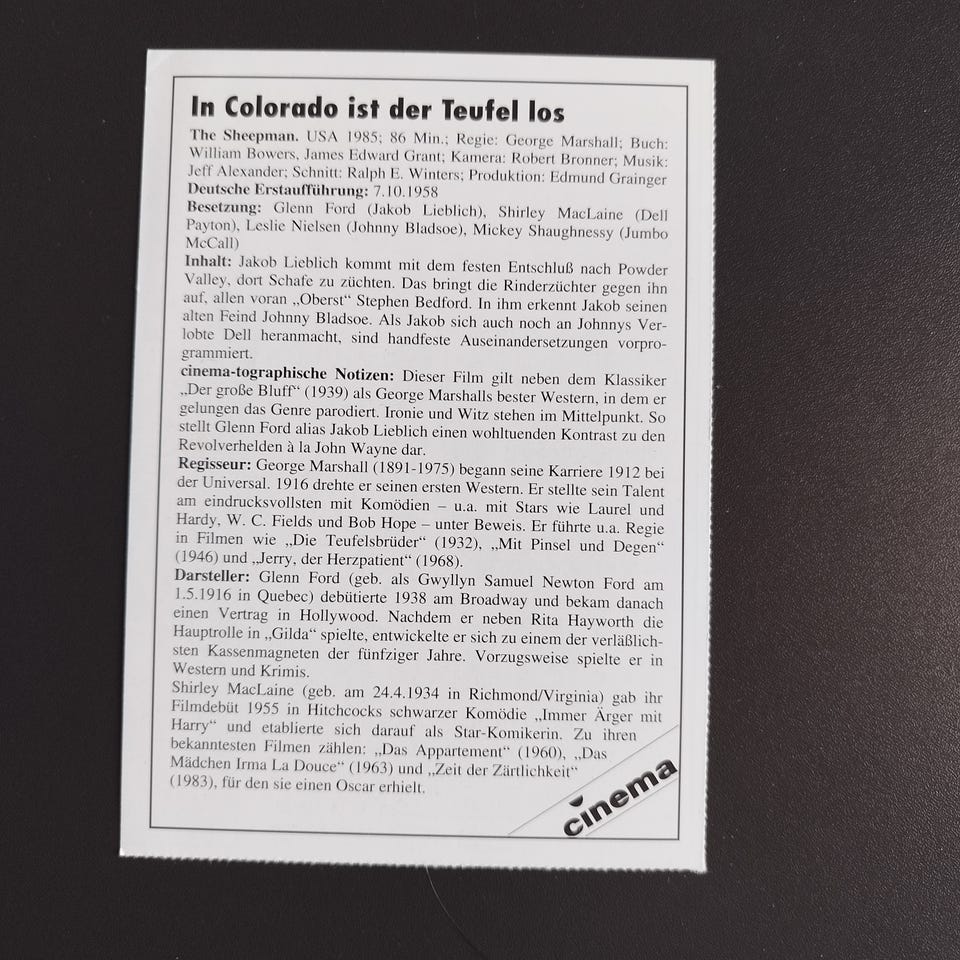 In Colorado ist der Teufel los
The Sheepman. USA 1985; 86 Min.; Regie: George Marshall; Buch:
William Bowers, James Edward Grant; Kamera: Robert Bronner; Musik:
Jeff Alexander; Schnitt: Ralph E. Winters; Produktion: Edmund Grainger
Deutsche Erstaufführung: 7.10.1958
Besetzung: Glenn Ford (Jakob Lieblich), Shirley MacLaine (Dell
Payton), Leslie Nielsen (Johnny Bladsoe), Mickey Shaughnessy (Jumbo
McCall)
Inhalt: Jakob Lieblich kommt mit dem festen Entschluß nach Powder
Valley, dort Schafe zu züchten. Das bringt die Rinderzüchter gegen ihn
auf, allen voran „Oberst“ Stephen Bedford. In ihm erkennt Jakob seinen
alten Feind Johnny Bladsoe. Als Jakob sich auch noch an Johnnys Ver-
lobte Dell heranmacht, sind handfeste Auseinandersetzungen vorpro-
grammiert.
cinema-tographische Notizen: Dieser Film gilt neben dem Klassiker
„Der große Bluff“ (1939) als George Marshalls bester Western, in dem er
gelungen das Genre parodiert. Ironie und Witz stehen im Mittelpunkt. So
stellt Glenn Ford alias Jakob Lieblich einen wohltuenden Kontrast zu den
Revolverhelden à la John Wayne dar.
Regisseur: George Marshall (1891-1975) begann seine Karriere 1912 bei
der Universal. 1916 drehte er seinen ersten Western. Er stellte sein Talent
am eindrucksvollsten mit Komödien – u.a. mit Stars wie Laurel und
Hardy, W. C. Fields und Bob Hope – unter Beweis. Er führte u.a. Regie
in Filmen wie „Die Teufelsbrüder“ (1932), „Mit Pinsel und Degen“
(1946) und „Jerry, der Herzpatient“ (1968).
Darsteller: Glenn Ford (geb. als Gwyllyn Samuel Newton Ford am
1.5.1916 in Quebec) debütierte 1938 am Broadway und bekam danach
einen Vertrag in Hollywood. Nachdem er neben Rita Hayworth die
Hauptrolle in „Gilda“ spielte, entwickelte er sich zu einem der verläßlich-
sten Kassenmagneten der fünfziger Jahre. Vorzugsweise spielte er in
Western und Krimis.
Shirley MacLaine (geb. am 24.4.1934 in Richmond/Virginia) gab ihr
Filmdebüt 1955 in Hitchcocks schwarzer Komödie „Immer Ärger mit
Harry“ und etablierte sich darauf als Star-Komikerin. Zu ihren
bekanntesten Filmen zählen: „Das Appartement“ (1960), „Das
Mädchen Irma La Douce“ (1963) und „Zeit der Zärtlichkeit“
(1983), für den sie einen Oscar erhielt.
cinema